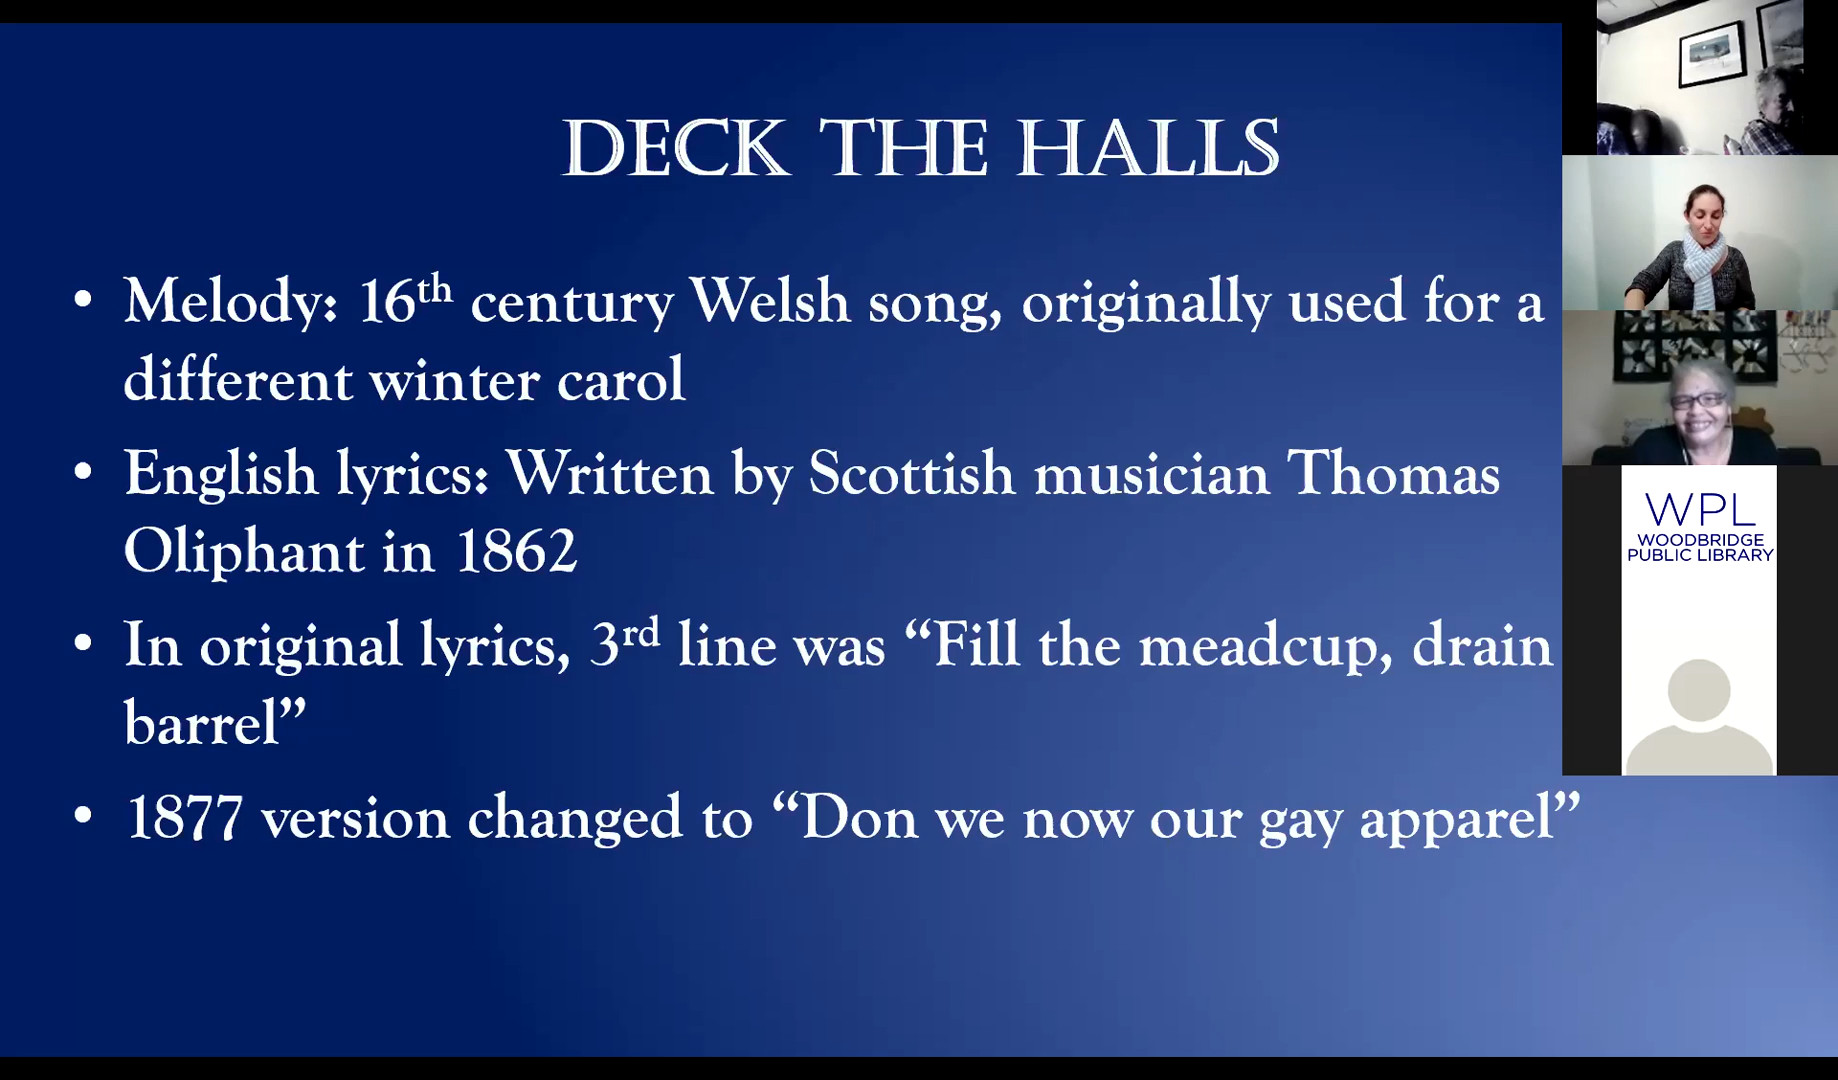 DECK THE HALLS
• Melody: 16th century Welsh song, originally used for a
different winter carol
• English lyrics: Written by Scottish musician Thomas
Oliphant in 1862
• In original lyrics, 3rd line was “Fill the meadcup, drain
barrel”
• 1877 version changed to “Don we now our gay apparel”
WPL
WOODBRIDGE
PUBLIC LIBRARY